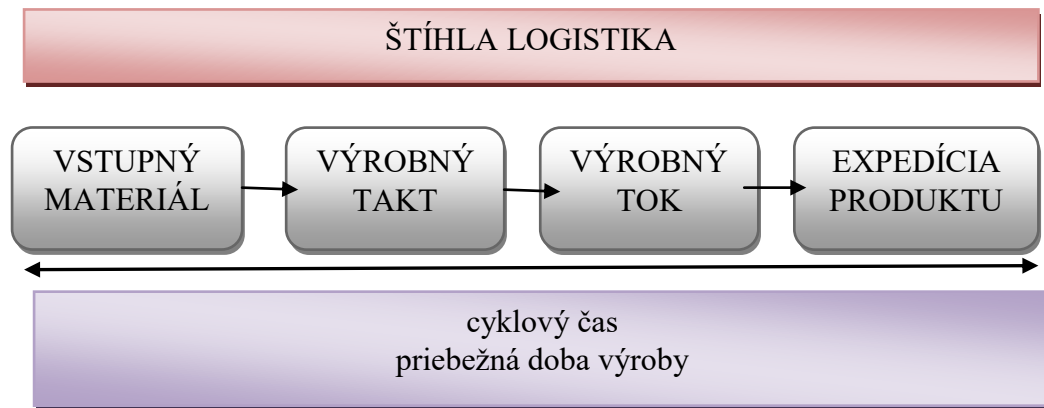 ŠTÍHLA LOGISTIKA
VSTUPNÝ
MATERIÁL
VÝROBNÝ
TAKT
VÝROBNÝ
TOK
EXPEDÍCIA
PRODUKTU
cyklový čas
priebežná doba výroby